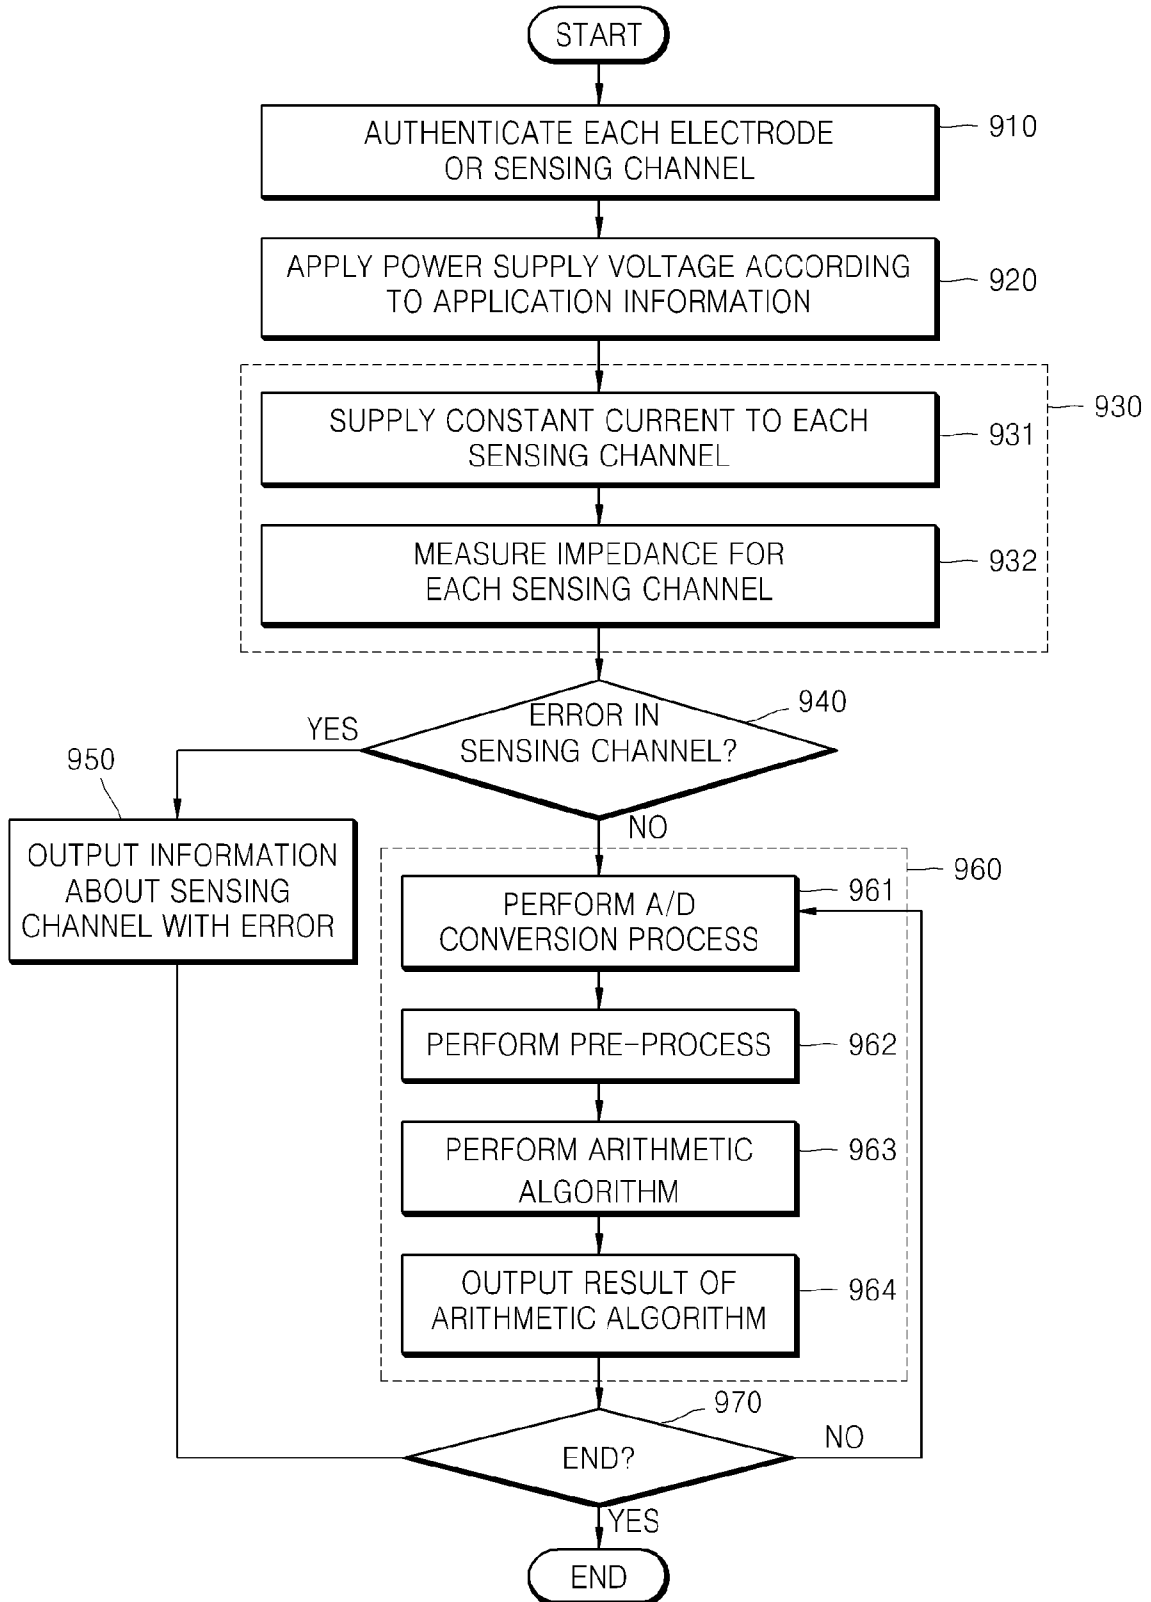 START
AUTHENTICATE EACH ELECTRODE
OR SENSING CHANNEL
910
APPLY POWER SUPPLY VOLTAGE ACCORDING
TO APPLICATION INFORMATION
920
930
SUPPLY CONSTANT CURRENT TO EACH
SENSING CHANNEL
931
MEASURE IMPEDANCE FOR
EACH SENSING CHANNEL
932
940
ERROR IN
SENSING CHANNEL?
YES
NO
950
OUTPUT INFORMATION
ABOUT SENSING
CHANNEL WITH ERROR
960
PERFORM A/D
CONVERSION PROCESS
961
PERFORM PRE-PROCESS
962
PERFORM ARITHMETIC
ALGORITHM
963
OUTPUT RESULT OF
ARITHMETIC ALGORITHM
964
970
END?
NO
YES
END